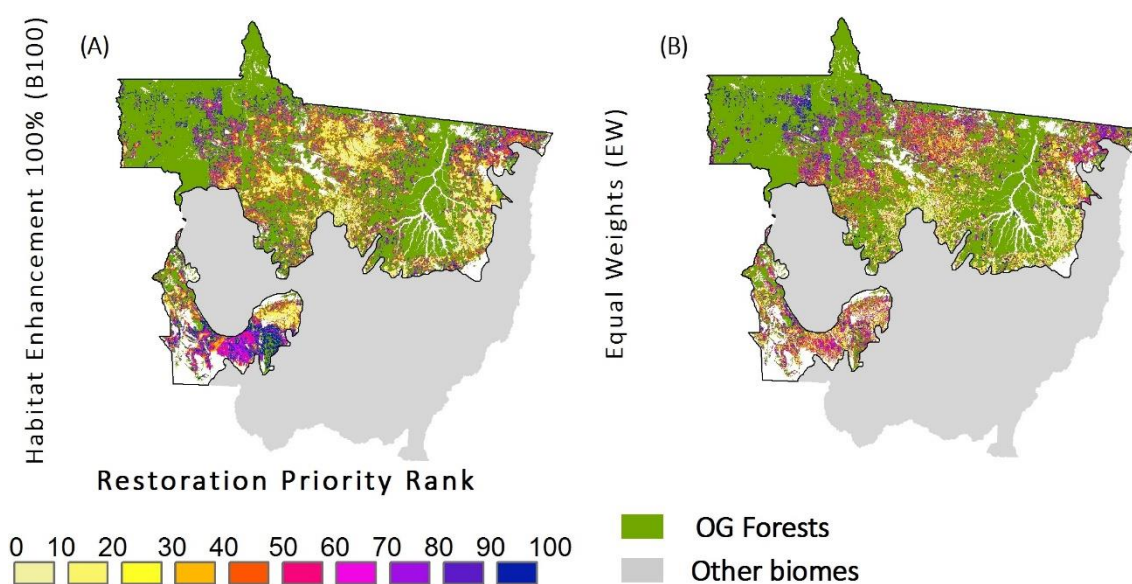 (A)
(B)
Habitat Enhancement 100% (B100)
Equal Weights (EW)
Restoration Priority Rank
0 10 20 30 40 50 60 70 80 90 100
OG Forests
Other biomes